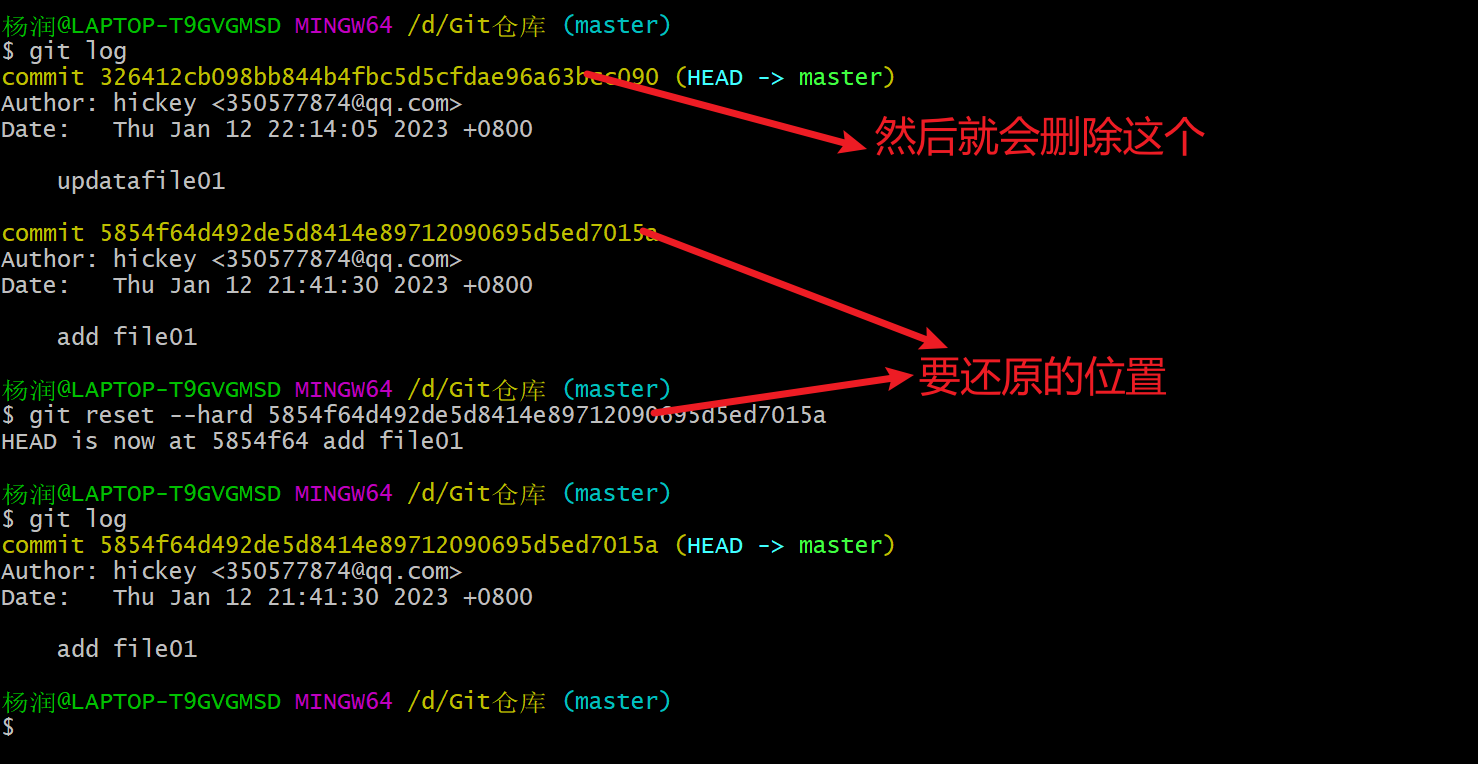 杨润@LAPTOP-T9GVGMSD MINGW64 /d/Git仓库 (master)
$ git log
commit 326412cb098bb844b4fbc5d5cfdae96a63bcc090 (HEAD -> master)
Author: hickey <350577874@qq.com>
Date:   Thu Jan 12 22:14:05 2023 +0800
然后就会删除这个
updatafile01
commit 5854f64d492de5d8414e89712090695d5ed7015a
Author: hickey <350577874@qq.com>
Date:   Thu Jan 12 21:41:30 2023 +0800
add file01
要还原的位置
杨润@LAPTOP-T9GVGMSD MINGW64 /d/Git仓库 (master)
$ git reset --hard 5854f64d492de5d8414e89712090695d5ed7015a
HEAD is now at 5854f64 add file01
杨润@LAPTOP-T9GVGMSD MINGW64 /d/Git仓库 (master)
$ git log
commit 5854f64d492de5d8414e89712090695d5ed7015a (HEAD -> master)
Author: hickey <350577874@qq.com>
Date:   Thu Jan 12 21:41:30 2023 +0800
add file01
杨润@LAPTOP-T9GVGMSD MINGW64 /d/Git仓库 (master)
$